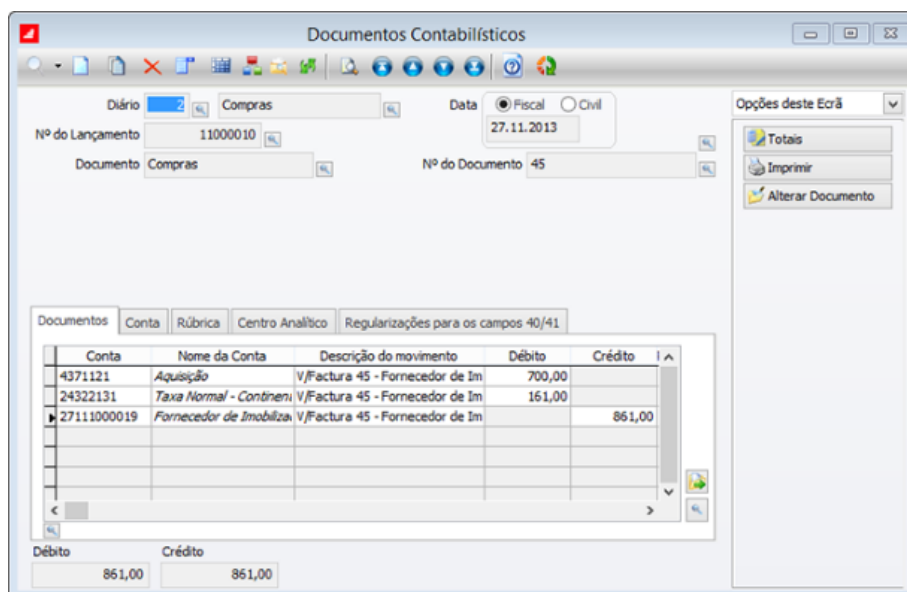 Documentos Contabilísticos
Diário 2 Compras Data Fiscal Civil Opções deste Ecrã
27.11.2013
Nº do Lançamento 11000010 Totais
Documento Compras Nº do Documento 45 Imprimir
Alterar Documento
Documentos Conta Rúbrica Centro Analítico Regularizações para os campos 40/41
Conta Nome da Conta Descrição do movimento Débito Crédito
4371121 Aquisição V/Factura 45 - Fornecedor de Im 700,00
24322131 Taxa Normal - Continen V/Factura 45 - Fornecedor de Im 161,00
27111000019 Fornecedor de Imobiliza V/Factura 45 - Fornecedor de Im 861,00
Débito Crédito
861,00 861,00